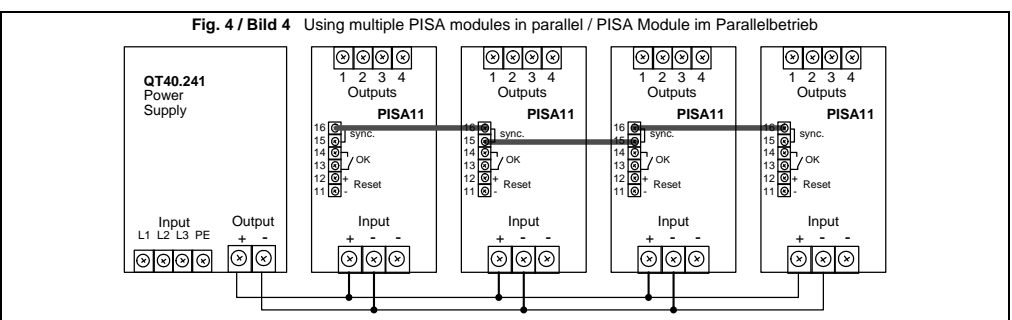 Fig. 4 / Bild 4 Using multiple PISA modules in parallel / PISA Module im Parallelbetrieb
QT40.241
Power
Supply
Input
L1 L2 L3 PE
Output
+ -
1 2 3 4
Outputs
PISA11
16
15
sync.
14
13
OK
12 +
11 -
Reset
Input
+ - -
1 2 3 4
Outputs
PISA11
16
15
sync.
14
13
OK
12 +
11 -
Reset
Input
+ - -
1 2 3 4
Outputs
PISA11
16
15
sync.
14
13
OK
12 +
11 -
Reset
Input
+ - -
1 2 3 4
Outputs
PISA11
16
15
sync.
14
13
OK
12 +
11 -
Reset
Input
+ - -